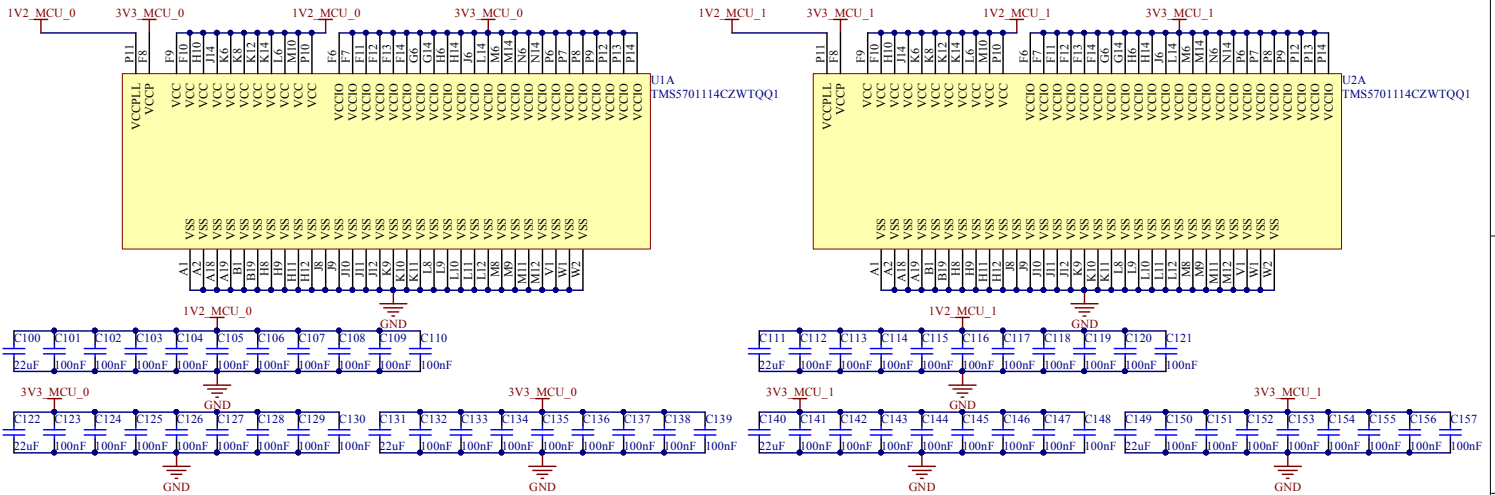 1V2_MCU_0 3V3_MCU_0 1V2_MCU_0 3V3_MCU_0 1V2_MCU_1 3V3_MCU_1 1V2_MCU_1 3V3_MCU_1
P11 F8 F9 F10 H10 J14 K6 K8 K12 K14 L6 M10 P10 F6 F7 F11 F12 F13 F14 G6 G14 H6 H14 J6 L14 M6 M14 N6 N14 P6 P7 P8 P9 P12 P13 P14
VCCPLL VCCP VCC VCC VCC VCC VCC VCC VCC VCC VCC VCC VCC VCCIO VCCIO VCCIO VCCIO VCCIO VCCIO VCCIO VCCIO VCCIO VCCIO VCCIO VCCIO VCCIO VCCIO VCCIO VCCIO VCCIO VCCIO VCCIO VCCIO VCCIO VCCIO VCCIO
U1A
TMS5701114CZWTQQ1
VSS VSS VSS VSS VSS VSS VSS VSS VSS VSS VSS VSS VSS VSS VSS VSS VSS VSS VSS VSS VSS VSS VSS VSS VSS VSS VSS VSS VSS VSS
A1 A2 A18 A19 B1 B19 H8 H9 H11 H12 J8 J9 J10 J11 J12 K9 K10 K11 L8 L9 L10 L11 L12 M8 M9 M11 M12 V1 W1 W2
GND
P11 F8 F9 F10 H10 J14 K6 K8 K12 K14 L6 M10 P10 F6 F7 F11 F12 F13 F14 G6 G14 H6 H14 J6 L14 M6 M14 N6 N14 P6 P7 P8 P9 P12 P13 P14
VCCPLL VCCP VCC VCC VCC VCC VCC VCC VCC VCC VCC VCC VCC VCCIO VCCIO VCCIO VCCIO VCCIO VCCIO VCCIO VCCIO VCCIO VCCIO VCCIO VCCIO VCCIO VCCIO VCCIO VCCIO VCCIO VCCIO VCCIO VCCIO VCCIO VCCIO VCCIO
U2A
TMS5701114CZWTQQ1
VSS VSS VSS VSS VSS VSS VSS VSS VSS VSS VSS VSS VSS VSS VSS VSS VSS VSS VSS VSS VSS VSS VSS VSS VSS VSS VSS VSS VSS VSS
A1 A2 A18 A19 B1 B19 H8 H9 H11 H12 J8 J9 J10 J11 J12 K9 K10 K11 L8 L9 L10 L11 L12 M8 M9 M11 M12 V1 W1 W2
GND
1V2_MCU_0
C100 C101 C102 C103 C104 C105 C106 C107 C108 C109 C110
22uF 100nF 100nF 100nF 100nF 100nF 100nF 100nF 100nF 100nF 100nF
GND
1V2_MCU_1
C111 C112 C113 C114 C115 C116 C117 C118 C119 C120 C121
22uF 100nF 100nF 100nF 100nF 100nF 100nF 100nF 100nF 100nF 100nF
GND
3V3_MCU_0
C122 C123 C124 C125 C126 C127 C128 C129 C130
22uF 100nF 100nF 100nF 100nF 100nF 100nF 100nF 100nF
GND
3V3_MCU_0
C131 C132 C133 C134 C135 C136 C137 C138 C139
22uF 100nF 100nF 100nF 100nF 100nF 100nF 100nF 100nF
GND
3V3_MCU_1
C140 C141 C142 C143 C144 C145 C146 C147 C148
22uF 100nF 100nF 100nF 100nF 100nF 100nF 100nF 100nF
GND
3V3_MCU_1
C149 C150 C151 C152 C153 C154 C155 C156 C157
22uF 100nF 100nF 100nF 100nF 100nF 100nF 100nF 100nF
GND